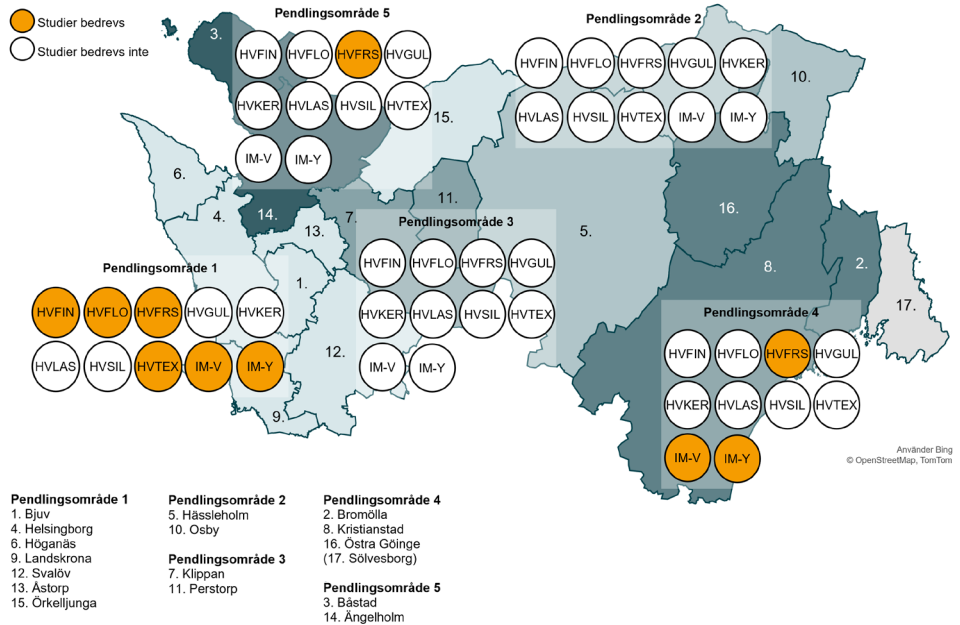 Studier bedrevs
Studier bedrevs inte
Pendlingsområde 5
HVFIN HVFLO HVFRS HVGUL
HVKER HVLAS HVSIL HVTEX
IM-V IM-Y
Pendlingsområde 2
HVFIN HVFLO HVFRS HVGUL HVKER
HVLAS HVSIL HVTEX IM-V IM-Y
3.
10.
15.
6.
11.
16.
4.
14.
7.
13.
5.
8.
2.
1.
17.
12.
9.
Pendlingsområde 3
HVFIN HVFLO HVFRS HVGUL
HVKER HVLAS HVSIL HVTEX
IM-V IM-Y
Pendlingsområde 1
HVFIN HVFLO HVFRS HVGUL HVKER
HVLAS HVSIL HVTEX IM-V IM-Y
Pendlingsområde 4
HVFIN HVFLO HVFRS HVGUL
HVKER HVLAS HVSIL HVTEX
IM-V IM-Y
Använder Bing
© OpenStreetMap, TomTom
Pendlingsområde 1
1. Bjuv
4. Helsingborg
6. Höganäs
9. Landskrona
12. Svalöv
13. Åstorp
15. Örkelljunga
Pendlingsområde 2
5. Hässleholm
10. Osby
Pendlingsområde 3
7. Klippan
11. Perstorp
Pendlingsområde 4
2. Bromölla
8. Kristianstad
16. Östra Göinge
(17. Sölvesborg)
Pendlingsområde 5
3. Båstad
14. Ängelholm